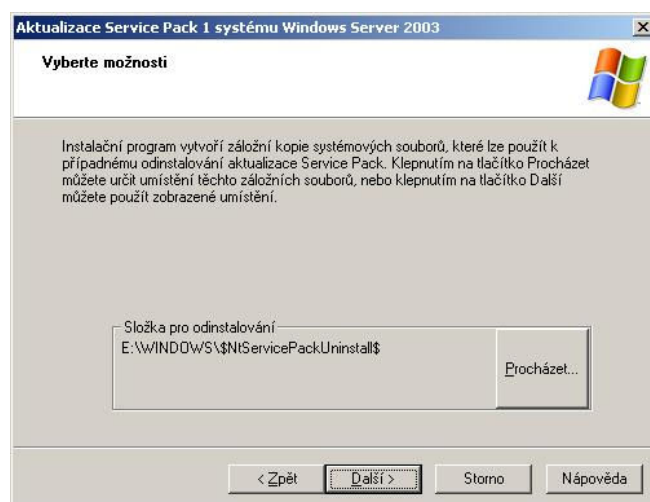 Aktualizace Service Pack 1 systému Windows Server 2003
Vyberte možnosti
Instalační program vytvoří záložní kopie systémových souborů, které lze použít k
případnému odinstalování aktualizace Service Pack. Klepnutím na tlačítko Procházet
můžete určit umístění těchto záložních souborů, nebo klepnutím na tlačítko Další
můžete použít zobrazené umístění.
Složka pro odinstalování
E:\WINDOWS\$NtServicePackUninstall$
Procházet...
< Zpět
Další >
Storno
Nápověda